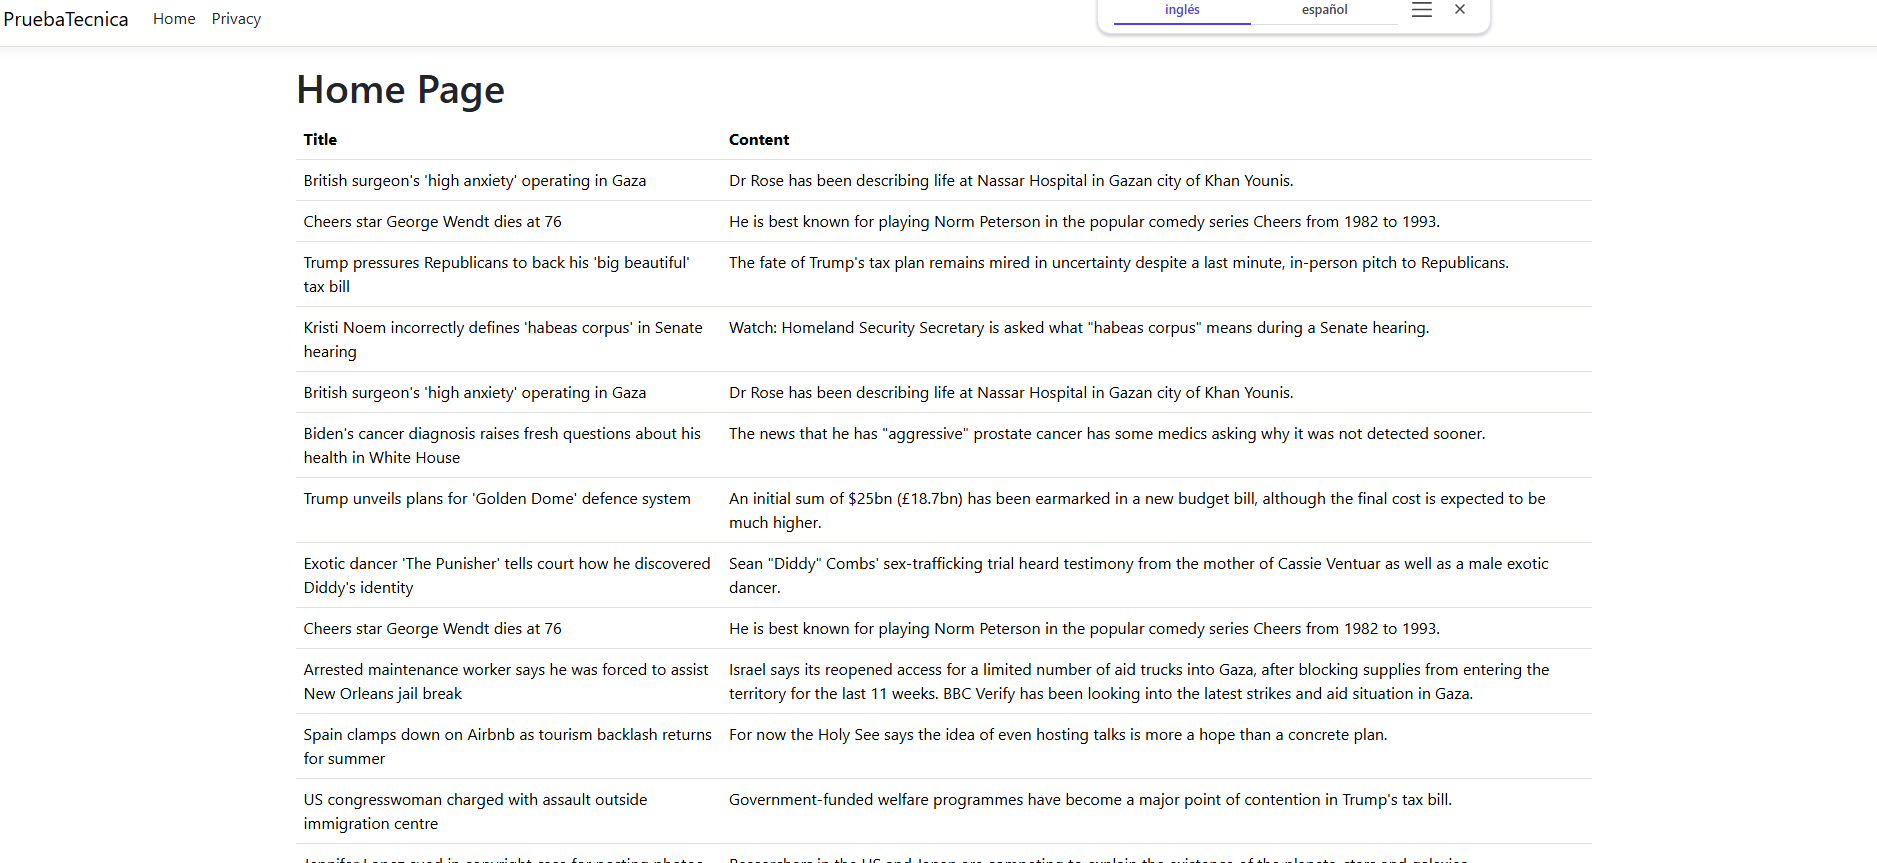 PruebaTecnica Home Privacy
inglés español
Home Page
Title Content
British surgeon's 'high anxiety' operating in Gaza Dr Rose has been describing life at Nassar Hospital in Gazan city of Khan Younis.
Cheers star George Wendt dies at 76 He is best known for playing Norm Peterson in the popular comedy series Cheers from 1982 to 1993.
Trump pressures Republicans to back his 'big beautiful' The fate of Trump's tax plan remains mired in uncertainty despite a last minute, in-person pitch to Republicans.
tax bill
Kristi Noem incorrectly defines 'habeas corpus' in Senate Watch: Homeland Security Secretary is asked what "habeas corpus" means during a Senate hearing.
hearing
British surgeon's 'high anxiety' operating in Gaza Dr Rose has been describing life at Nassar Hospital in Gazan city of Khan Younis.
Biden's cancer diagnosis raises fresh questions about his The news that he has "aggressive" prostate cancer has some medics asking why it was not detected sooner.
health in White House
Trump unveils plans for 'Golden Dome' defence system An initial sum of $25bn (£18.7bn) has been earmarked in a new budget bill, although the final cost is expected to be
much higher.
Exotic dancer 'The Punisher' tells court how he discovered Sean "Diddy" Combs' sex-trafficking trial heard testimony from the mother of Cassie Ventuar as well as a male exotic
Diddy's identity dancer.
Cheers star George Wendt dies at 76 He is best known for playing Norm Peterson in the popular comedy series Cheers from 1982 to 1993.
Arrested maintenance worker says he was forced to assist Israel says its reopened access for a limited number of aid trucks into Gaza, after blocking supplies from entering the
New Orleans jail break territory for the last 11 weeks. BBC Verify has been looking into the latest strikes and aid situation in Gaza.
Spain clamps down on Airbnb as tourism backlash returns For now the Holy See says the idea of even hosting talks is more a hope than a concrete plan.
for summer
US congresswoman charged with assault outside Government-funded welfare programmes have become a major point of contention in Trump's tax bill.
immigration centre